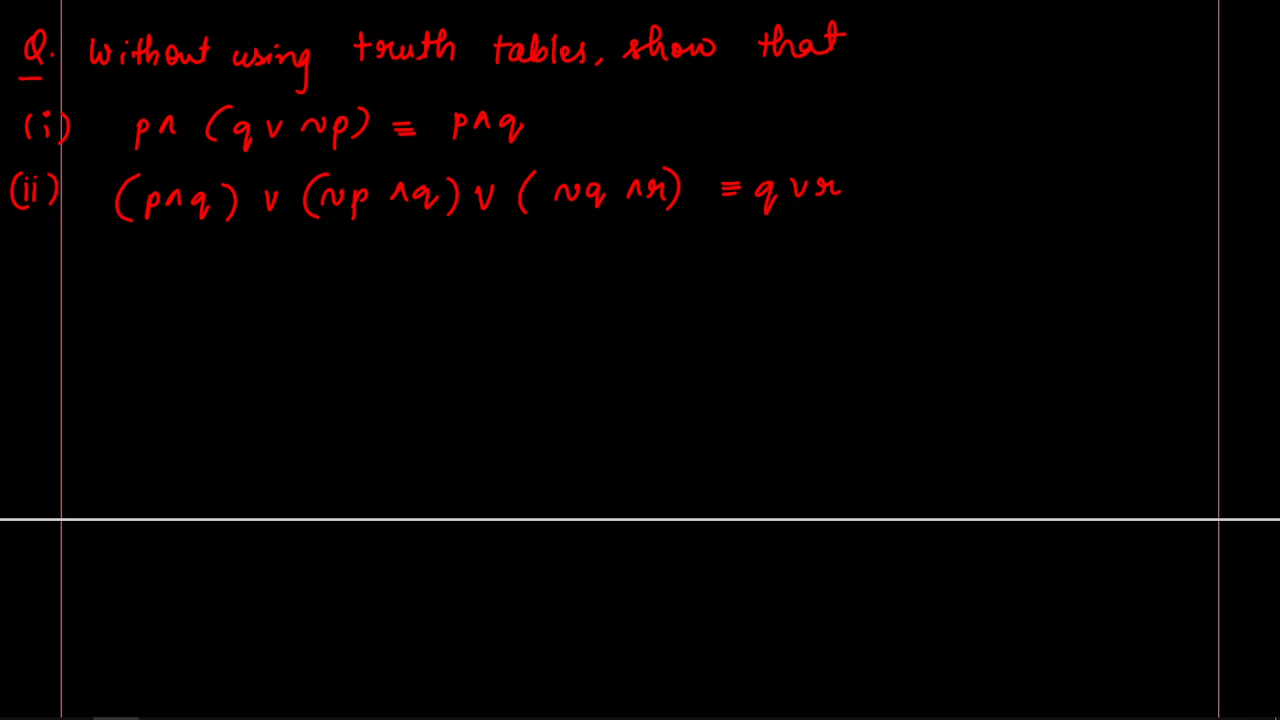 Q. Without using truth tables, show that
(i) p ∧ (q ∨ ~p) ≡ p ∧ q
(ii) (p ∧ q) ∨ (~p ∧ q) ∨ (~q ∧ r) ≡ q ∨ r